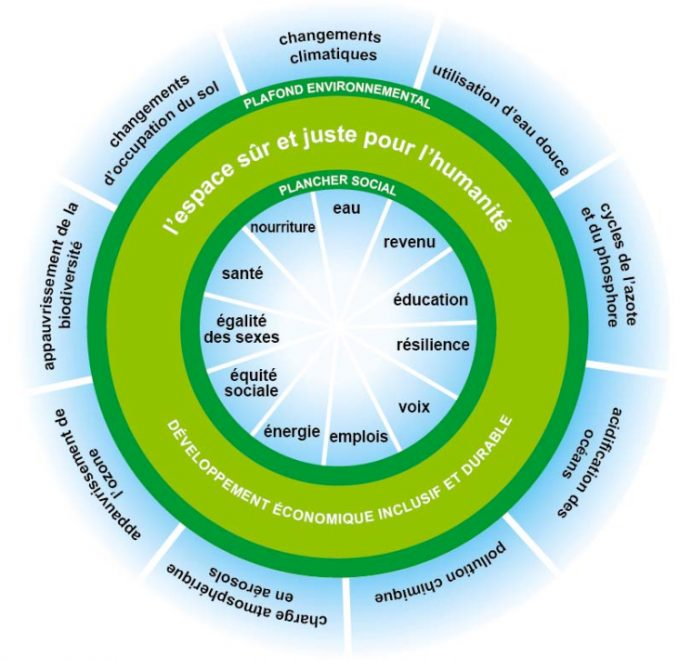 changements
climatiques
utilisation d'eau douce
cycles de l'azote
et du phosphore
acidification des
océans
pollution chimique
charge atmosphérique
en aérosols
appauvrissement de
l'ozone
appauvrissement de la
biodiversité
changements
d'occupation du sol
PLAFOND ENVIRONNEMENTAL
l'espace sûr et juste pour l'humanité
PLANCHER SOCIAL
eau
revenu
éducation
résilience
voix
emplois
énergie
équité
sociale
égalité
des sexes
santé
nourriture
DÉVELOPPEMENT ÉCONOMIQUE INCLUSIF ET DURABLE